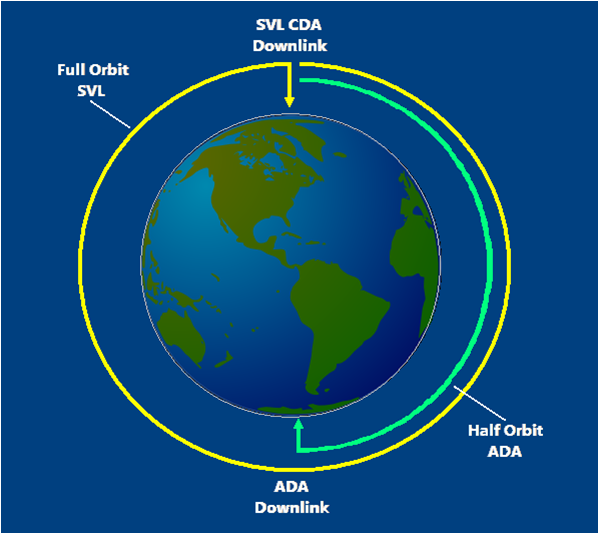 SVL CDA
Downlink
Full Orbit
SVL
Half Orbit
ADA
ADA
Downlink